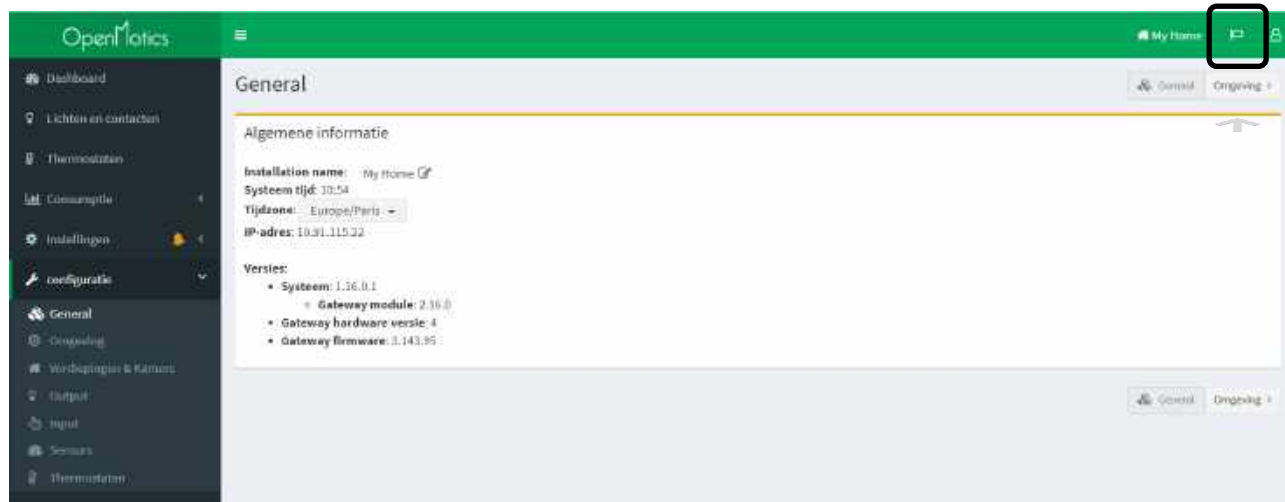 OpenMotics
My Home
Dashboard
Lichten en contacten
Thermostaten
Consumptie
Instellingen
configuratie
General
Omgeving
Verdiepingen & Kamers
Output
Input
Sensors
Thermostaten
General
General
Omgeving
Algemene informatie
Installation name: My Home
Systeem tijd: 10:54
Tijdzone: Europe/Paris
IP-adres: 10.91.115.22
Versies:
Systeem: 1.16.0.1
Gateway module: 2.16.0
Gateway hardware versie: 4
Gateway firmware: 3.143.95
General
Omgeving